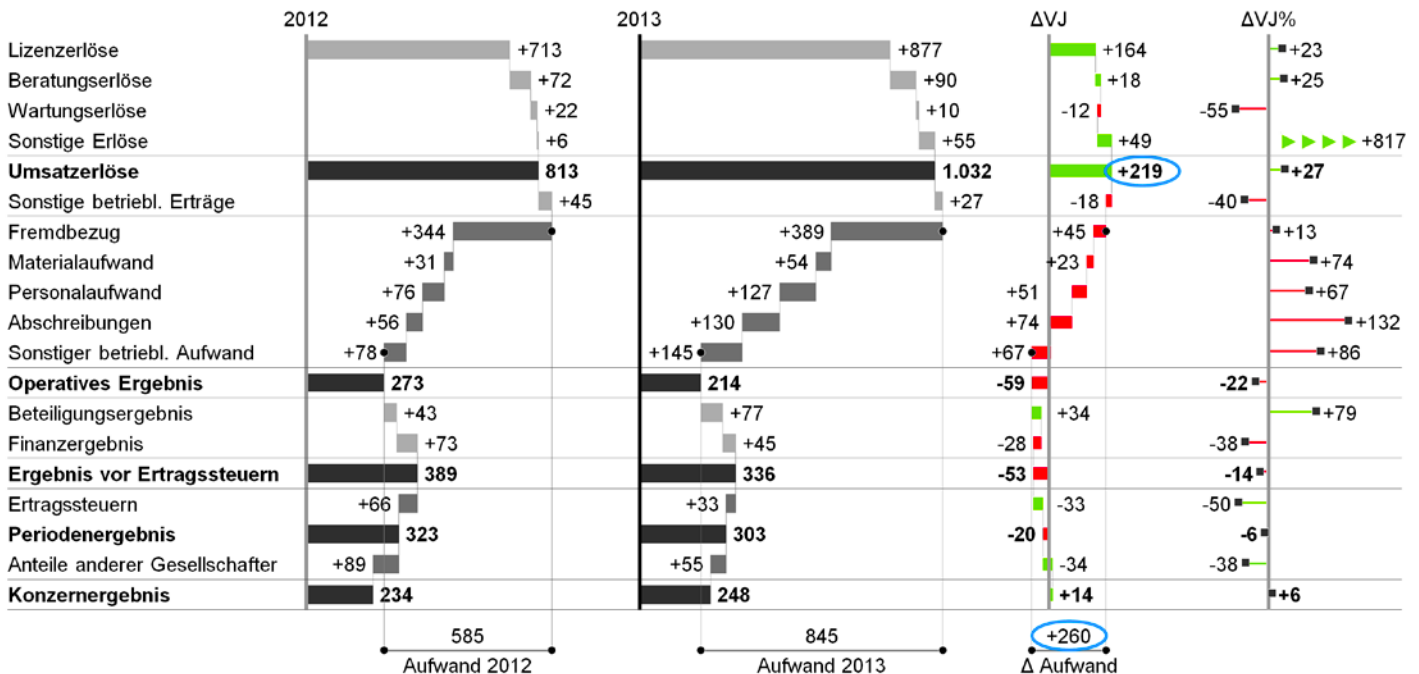 2012 2013 ΔVJ ΔVJ%
Lizenzerlöse +713 +877 +164 +23
Beratungserlöse +72 +90 +18 +25
Wartungserlöse +22 +10 -12 -55
Sonstige Erlöse +6 +55 +49 +817
Umsatzerlöse 813 1.032 +219 +27
Sonstige betriebl. Erträge +45 +27 -18 -40
Fremdbezug +344 +389 +45 +13
Materialaufwand +31 +54 +23 +74
Personalaufwand +76 +127 +51 +67
Abschreibungen +56 +130 +74 +132
Sonstiger betriebl. Aufwand +78 +145 +67 +86
Operatives Ergebnis 273 214 -59 -22
Beteiligungsergebnis +43 +77 +34 +79
Finanzergebnis +73 +45 -28 -38
Ergebnis vor Ertragssteuern 389 336 -53 -14
Ertragssteuern +66 +33 -33 -50
Periodenergebnis 323 303 -20 -6
Anteile anderer Gesellschafter +89 +55 -34 -38
Konzernergebnis 234 248 +14 +6
585 845 +260
Aufwand 2012 Aufwand 2013 Δ Aufwand